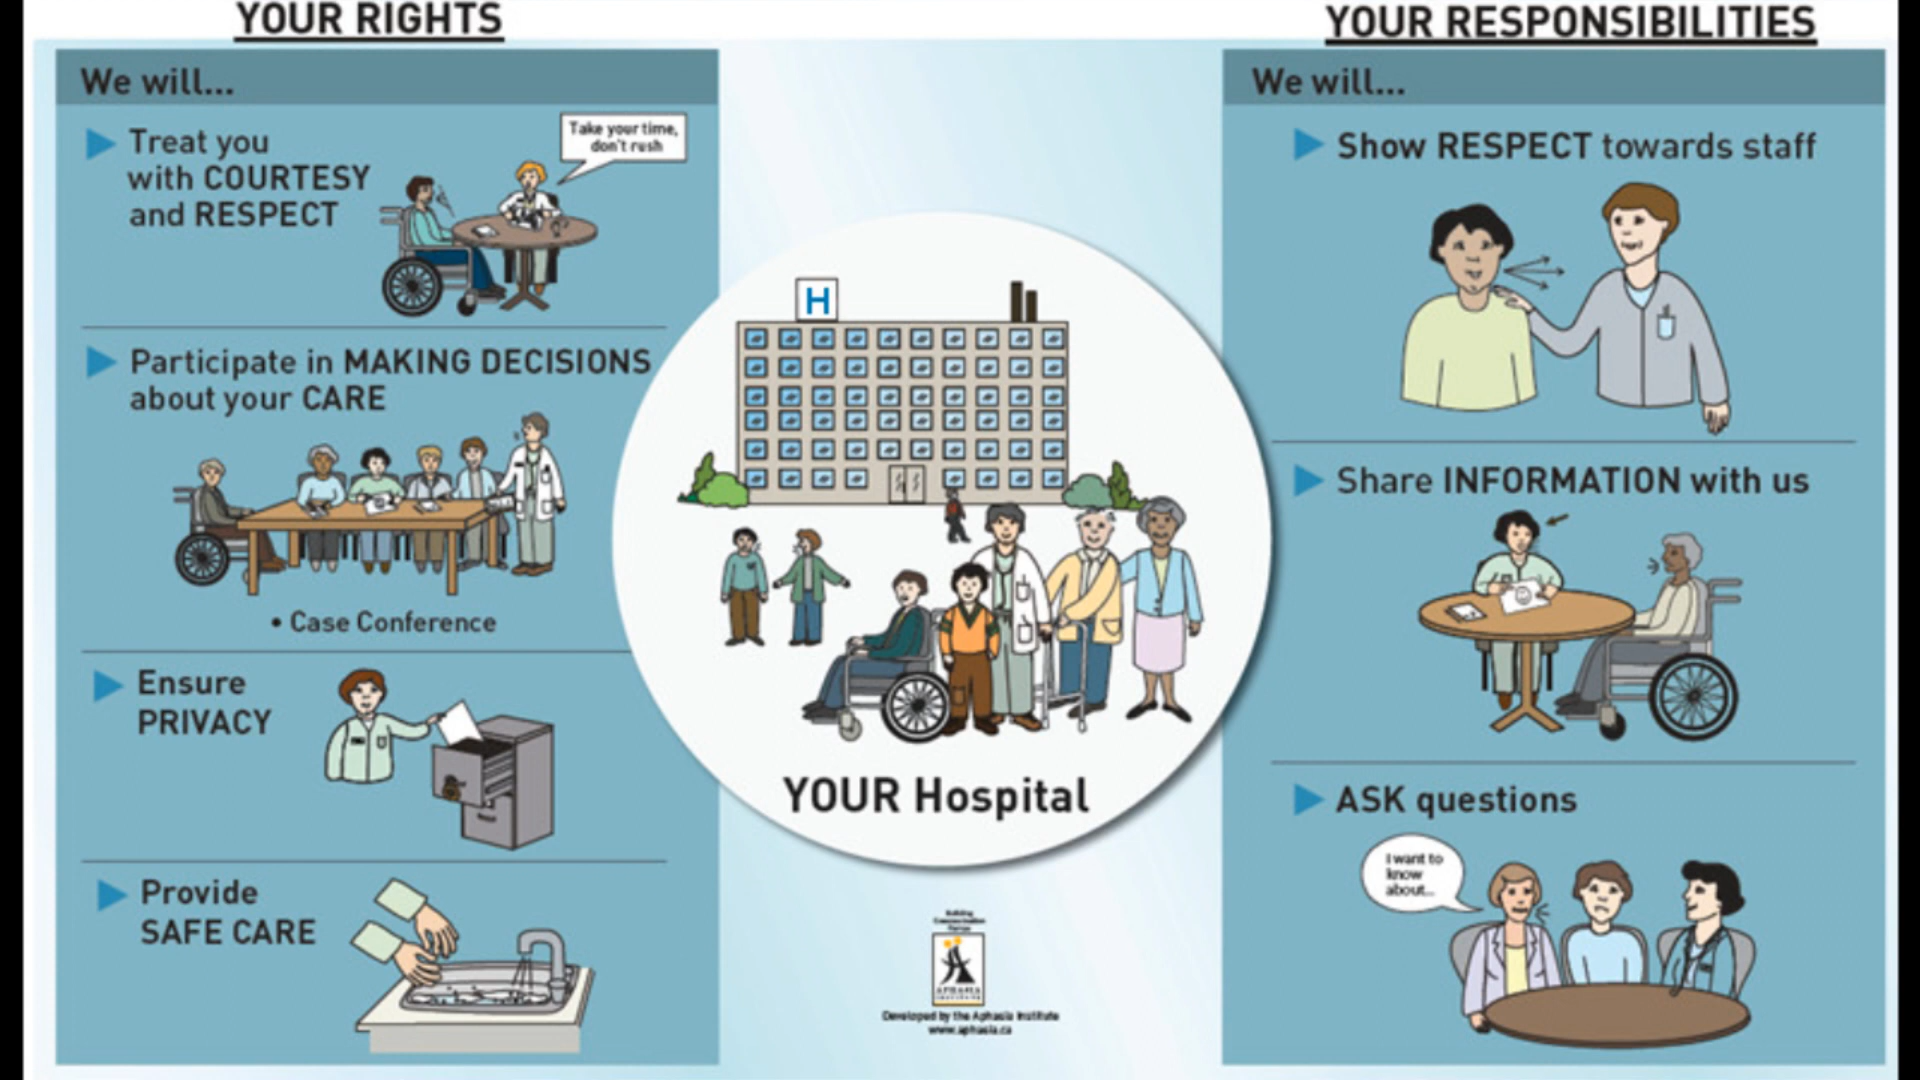 YOUR RIGHTS
We will...
Treat you
with COURTESY
and RESPECT
Take your time,
don't rush
Participate in MAKING DECISIONS
about your CARE
• Case Conference
Ensure
PRIVACY
Provide
SAFE CARE
H
YOUR Hospital
APHASIA
INSTITUTE
Developed by the Aphasia Institute
www.aphasia.ca
YOUR RESPONSIBILITIES
We will...
Show RESPECT towards staff
Share INFORMATION with us
ASK questions
I want to
know
about...